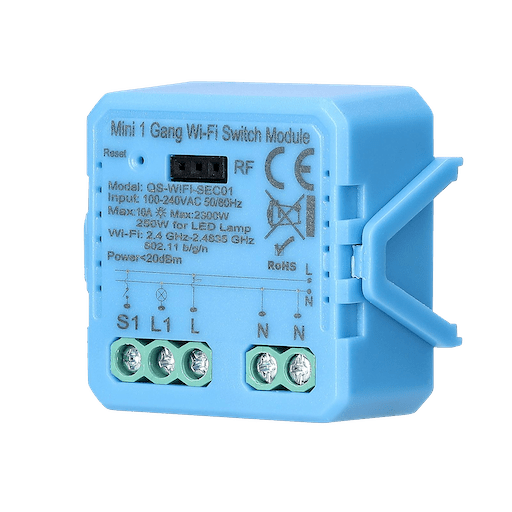 Mini 1 Gang Wi-Fi Switch Module
Reset
RF
CE
Model: QS-WIFI-SEC01
Input: 100-240VAC 50/60Hz
Max:10A Max:2300W
250W for LED Lamp
Wi-Fi: 2.4 GHz-2.4835 GHz
802.11 b/g/n
Power<20dBm
RoHS
L
N
S1 L1 L N N